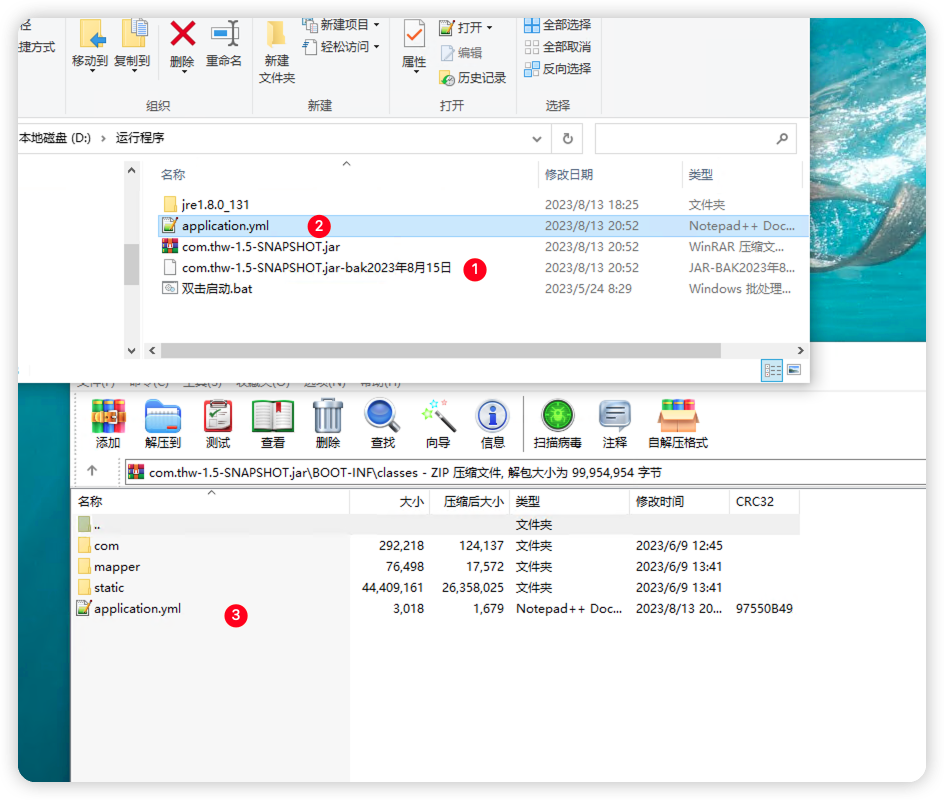 径
捷方式
移动到
复制到
删除
重命名
组织
新建
文件夹
新建项目
轻松访问
新建
属性
打开
编辑
历史记录
打开
全部选择
全部取消
反向选择
选择
本地磁盘 (D:) › 运行程序
名称 修改日期 类型
jre1.8.0_131 2023/8/13 18:25 文件夹
application.yml 2 2023/8/13 20:52 Notepad++ Doc...
com.thw-1.5-SNAPSHOT.jar 2023/8/13 20:52 WinRAR 压缩文...
com.thw-1.5-SNAPSHOT.jar-bak2023年8月15日 1 2023/8/13 20:52 JAR-BAK2023年8...
双击启动.bat 2023/5/24 8:29 Windows 批处理...
文件(F) 命令(C) 工具(S) 收藏夹(O) 选项(N) 帮助(H)
添加 解压到 测试 查看 删除 查找 向导 信息 扫描病毒 注释 自解压格式
com.thw-1.5-SNAPSHOT.jar\BOOT-INF\classes - ZIP 压缩文件, 解包大小为 99,954,954 字节
名称 大小 压缩后大小 类型 修改时间 CRC32
.. 文件夹
com 292,218 124,137 文件夹 2023/6/9 12:45
mapper 76,498 17,572 文件夹 2023/6/9 13:41
static 44,409,161 26,358,025 文件夹 2023/6/9 13:41
application.yml 3,018 1,679 Notepad++ Doc... 2023/8/13 20... 97550B49
3